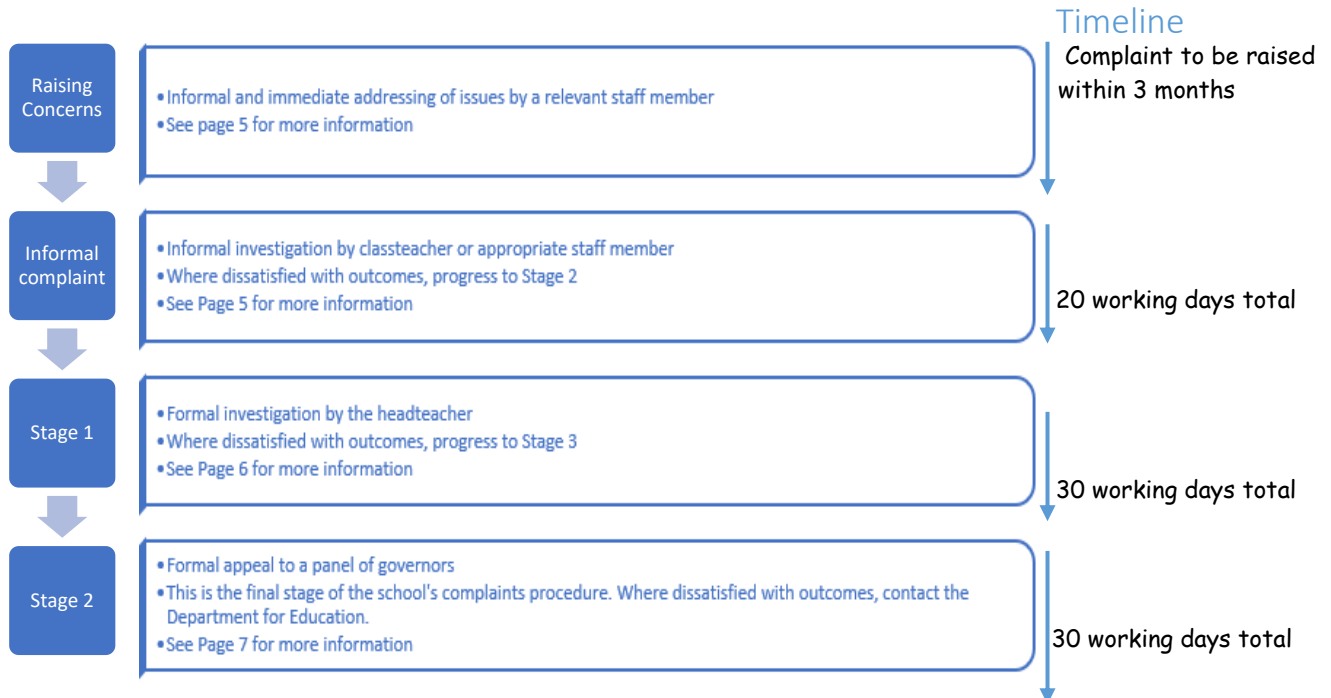 Timeline
Complaint to be raised
within 3 months
Raising
Concerns
• Informal and immediate addressing of issues by a relevant staff member
• See page 5 for more information
Informal
complaint
• Informal investigation by classteacher or appropriate staff member
• Where dissatisfied with outcomes, progress to Stage 2
• See Page 5 for more information
20 working days total
Stage 1
• Formal investigation by the headteacher
• Where dissatisfied with outcomes, progress to Stage 3
• See Page 6 for more information
30 working days total
Stage 2
• Formal appeal to a panel of governors
• This is the final stage of the school's complaints procedure. Where dissatisfied with outcomes, contact the
Department for Education.
• See Page 7 for more information
30 working days total